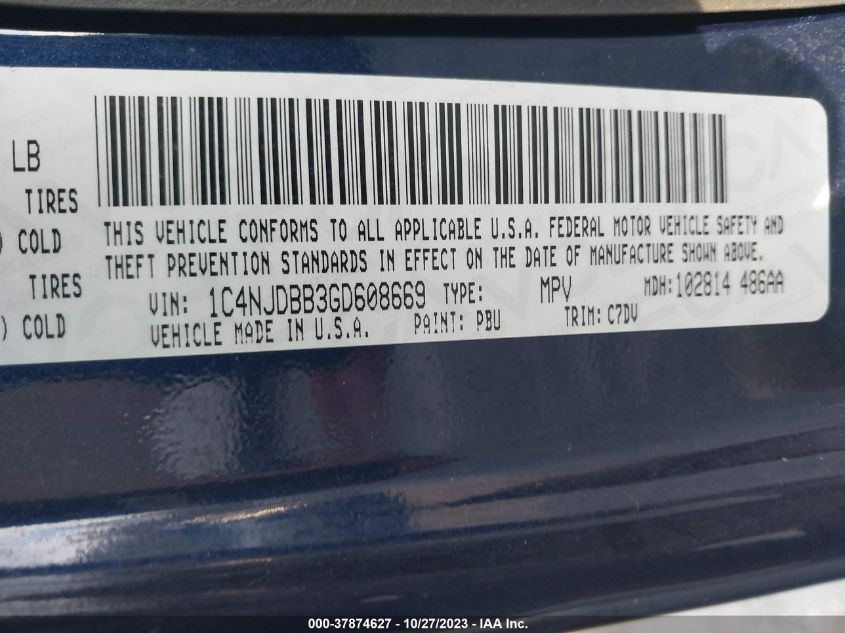 LB
TIRES
) COLD
TIRES
) COLD
THIS VEHICLE CONFORMS TO ALL APPLICABLE U.S.A. FEDERAL MOTOR VEHICLE SAFETY AND
THEFT PREVENTION STANDARDS IN EFFECT ON THE DATE OF MANUFACTURE SHOWN ABOVE.
VIN: 1C4NJDBB3GD608669 TYPE: MPV MDH:102814 486AA
VEHICLE MADE IN U.S.A. PAINT: PBU TRIM: C7DV
000-37874627 - 10/27/2023 - IAA Inc.